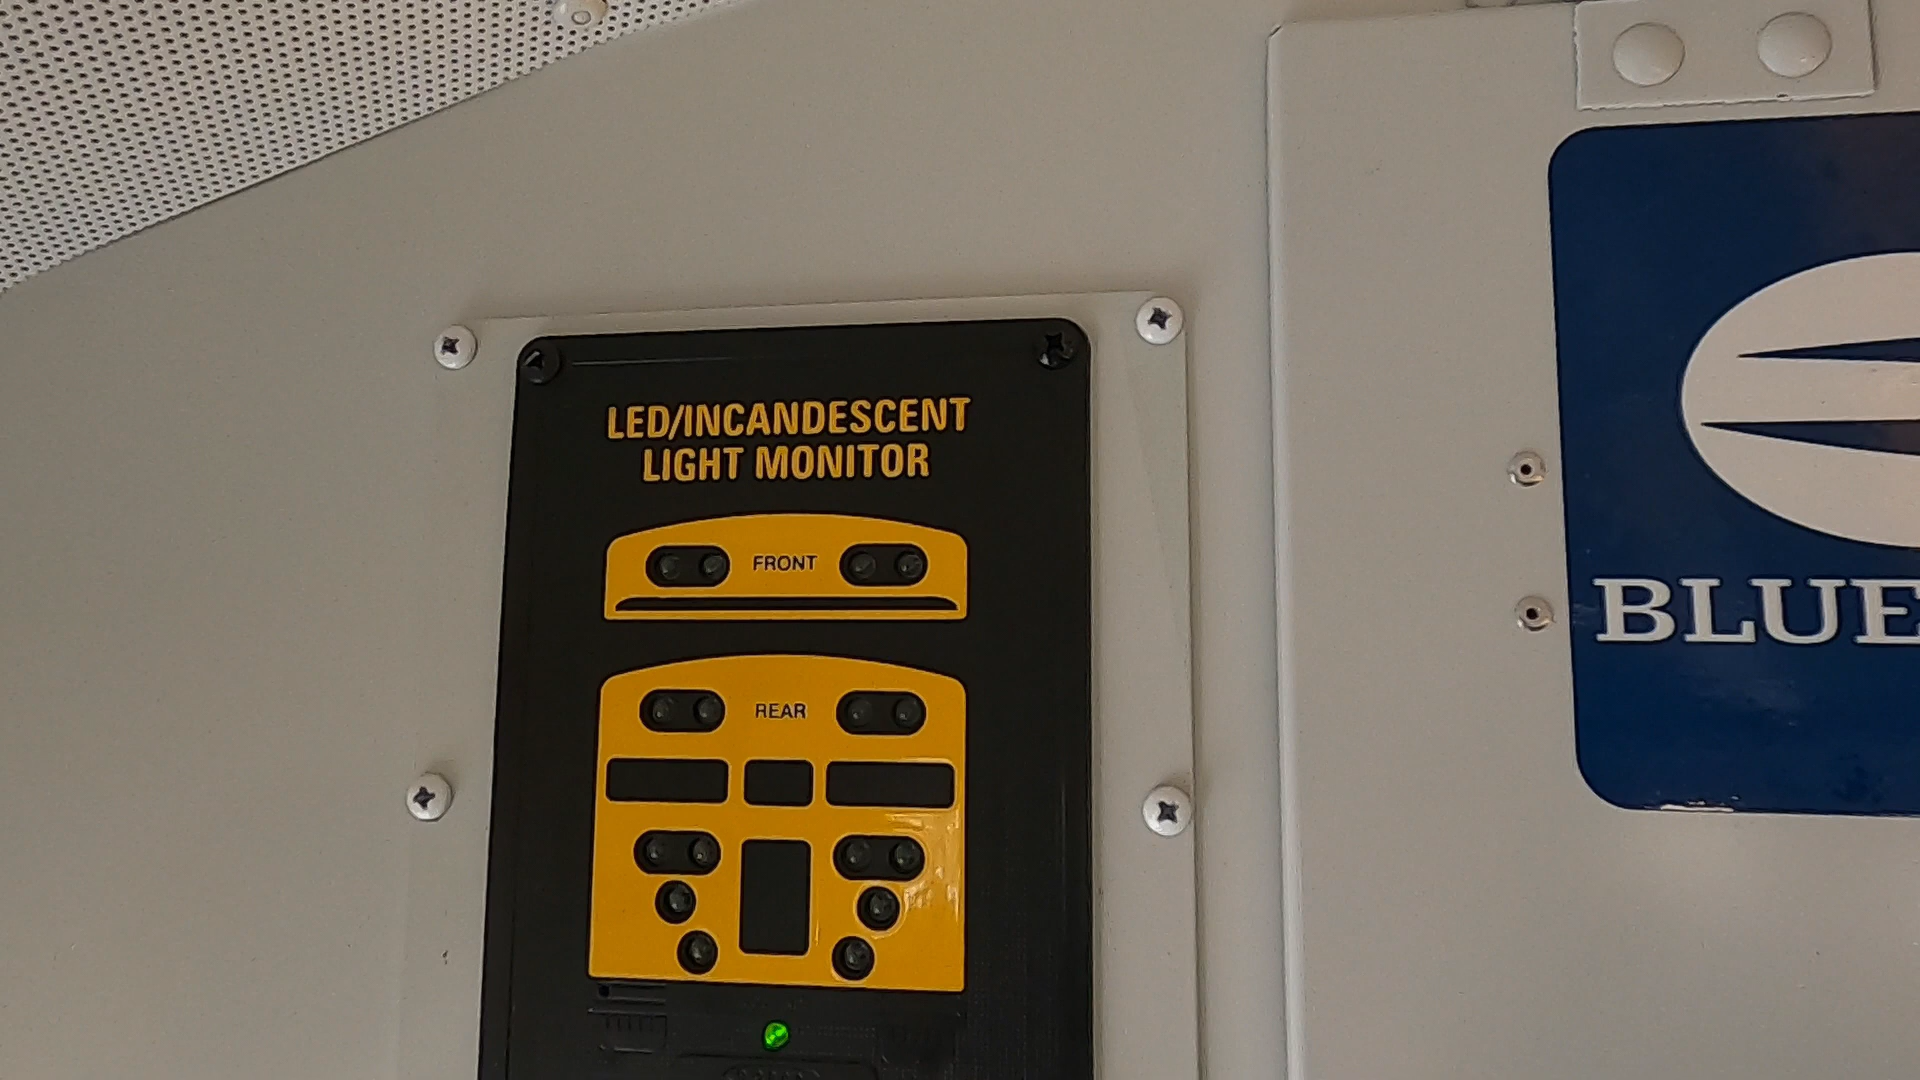 LED/INCANDESCENT
LIGHT MONITOR
FRONT
REAR
BLUE